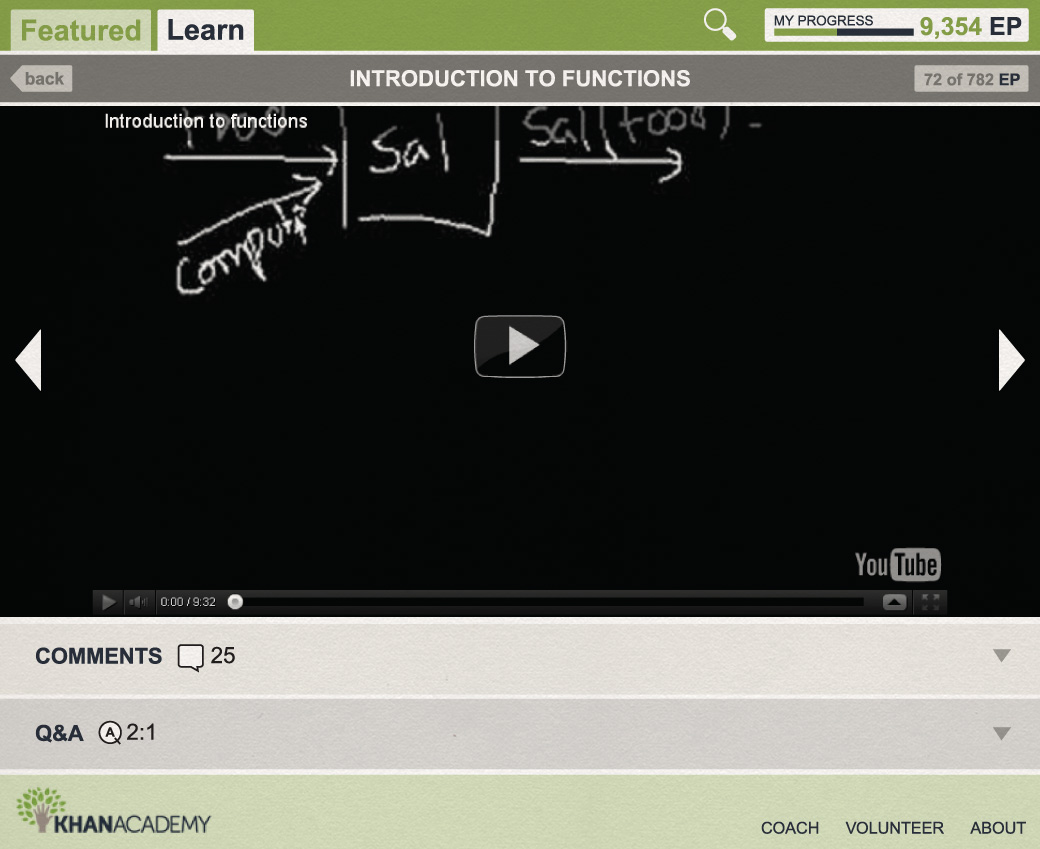 Featured Learn MY PROGRESS 9,354 EP
back INTRODUCTION TO FUNCTIONS 72 of 782 EP
Introduction to functions
Sal Sal(food) -
YouTube
0:00 / 9:32
COMMENTS 25
Q&A A 2:1
KHANACADEMY
COACH VOLUNTEER ABOUT